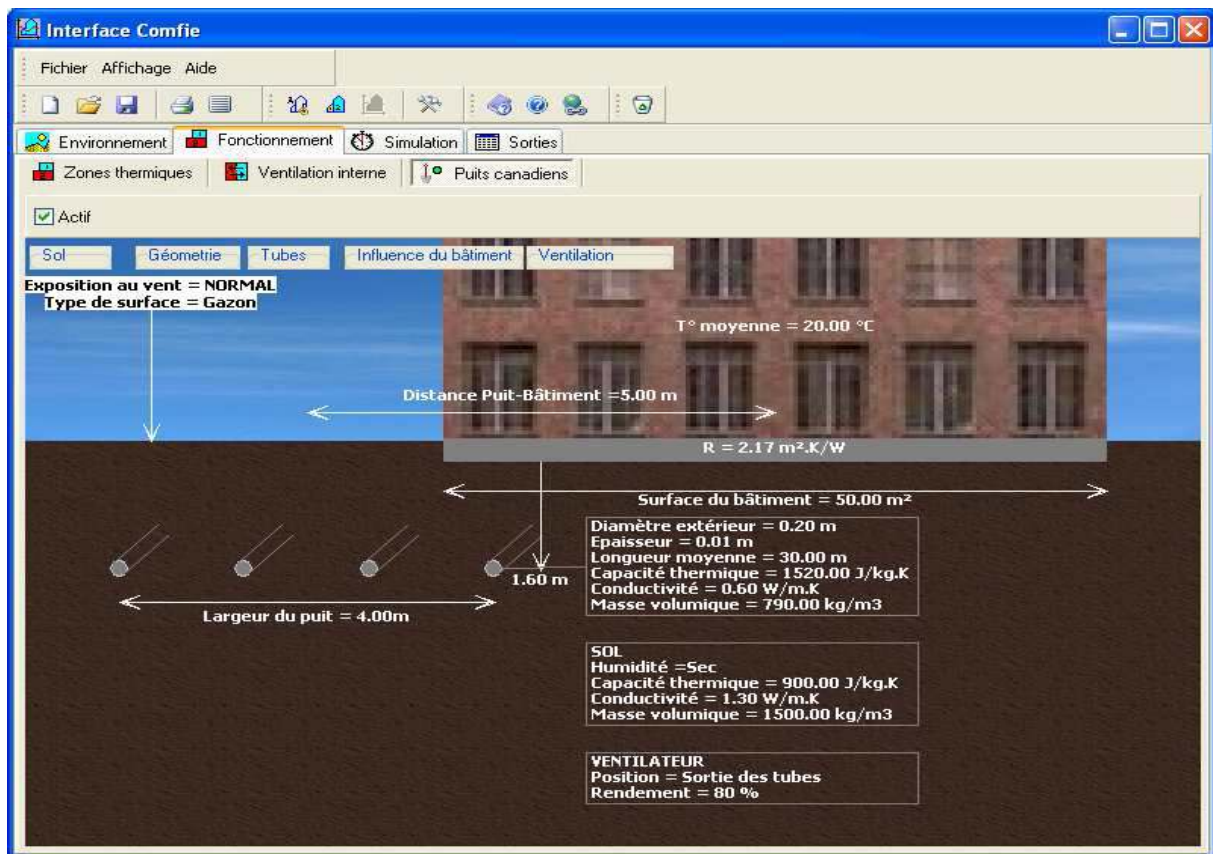 Interface Comfie
Fichier Affichage Aide
Environnement Fonctionnement Simulation Sorties
Zones thermiques Ventilation interne Puits canadiens
Actif
Sol Géometrie Tubes Influence du bâtiment Ventilation
Exposition au vent = NORMAL
Type de surface = Gazon
T° moyenne = 20.00 °C
Distance Puit-Bâtiment =5.00 m
R = 2.17 m².K/W
Surface du bâtiment = 50.00 m²
Diamètre extérieur = 0.20 m
Epaisseur = 0.01 m
Longueur moyenne = 30.00 m
Capacité thermique = 1520.00 J/kg.K
Conductivité = 0.60 W/m.K
Masse volumique = 790.00 kg/m3
1.60 m
Largeur du puit = 4.00m
SOL
Humidité =Sec
Capacité thermique = 900.00 J/kg.K
Conductivité = 1.30 W/m.K
Masse volumique = 1500.00 kg/m3
VENTILATEUR
Position = Sortie des tubes
Rendement = 80 %